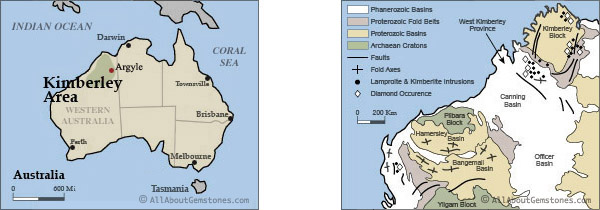 INDIAN OCEAN
Darwin
CORAL
SEA
Argyle
Kimberley
Area
Townsville
WESTERN
AUSTRALIA
Brisbane
Perth
Melbourne
Australia
Tasmania
0
600 Mi
© AllAboutGemstones.com
Phanerozoic Basins
Proterozoic Fold Belts
Proterozoic Basins
Archaean Cratons
Faults
Fold Axes
Lamprolite & Kimberlite Intrusions
Diamond Occurence
0
200 Km
West Kimberley
Province
Kimberley
Block
Canning
Basin
Pilbara
Block
Hamersley
Basin
Bangemall
Basin
Officer
Basin
Yilgarn Block
© AllAboutGemstones.com